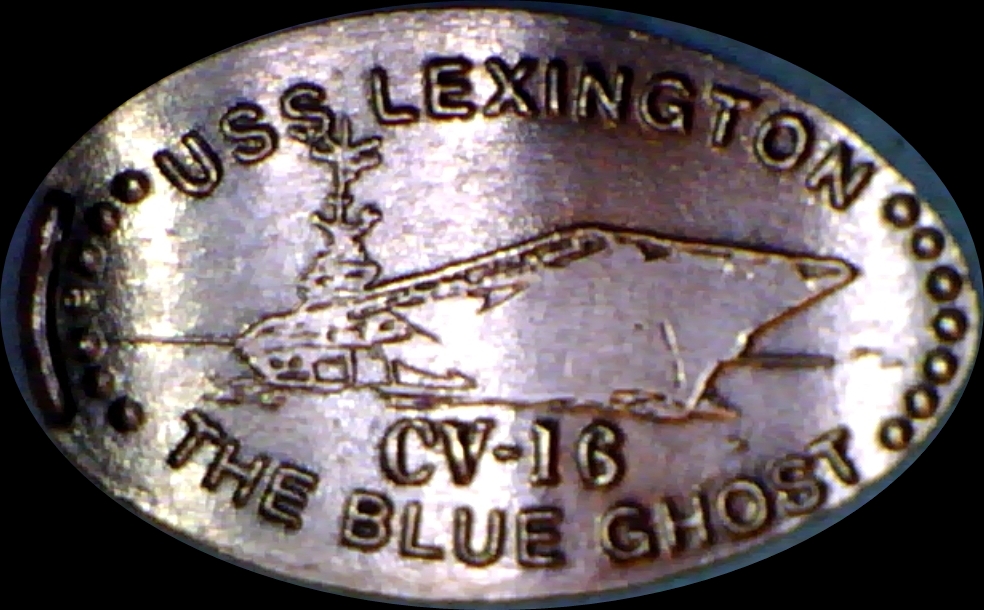 USS LEXINGTON
CV-16
THE BLUE GHOST